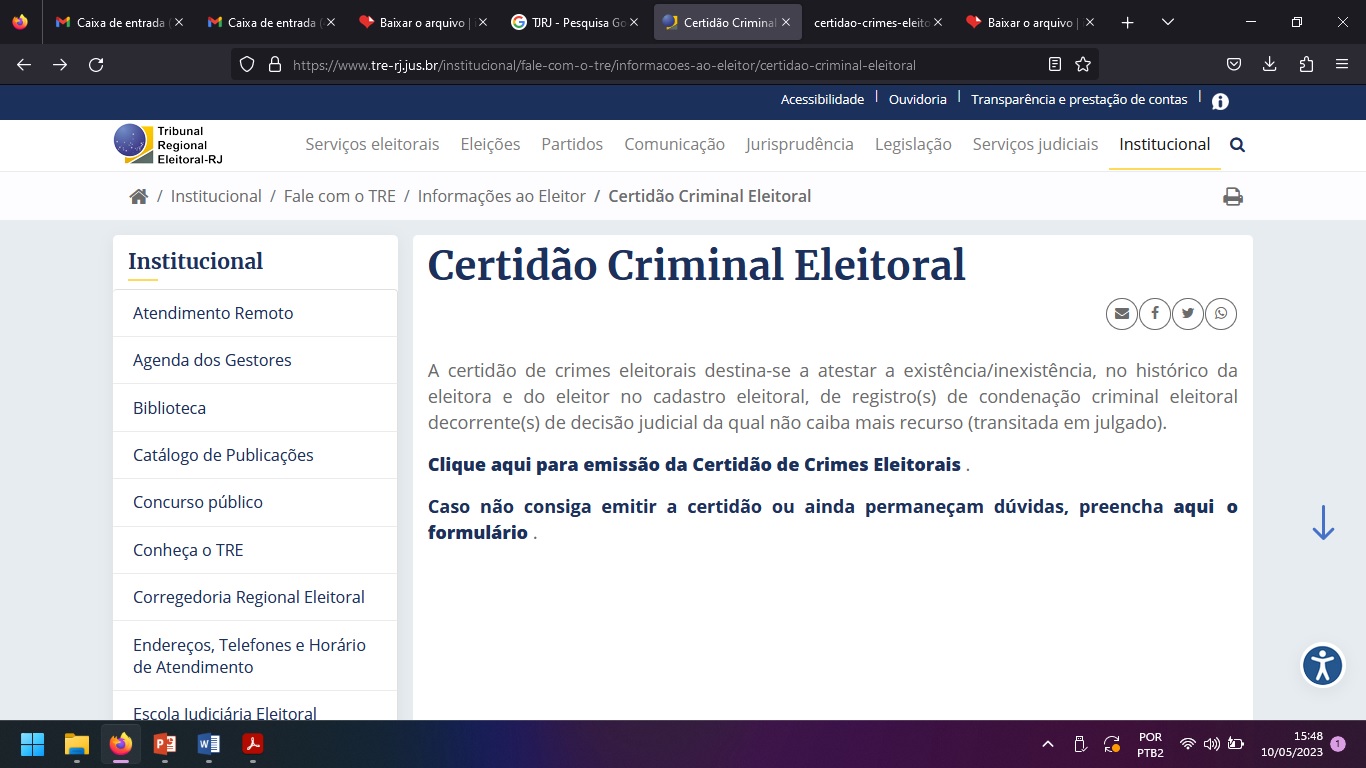 Caixa de entrada (
Caixa de entrada (
Baixar o arquivo | i
TJRJ - Pesquisa Go
Certidão Criminal
certidao-crimes-eleito
Baixar o arquivo |
https://www.tre-rj.jus.br/institucional/fale-com-o-tre/informacoes-ao-eleitor/certidao-criminal-eleitoral
Acessibilidade | Ouvidoria | Transparência e prestação de contas |
Tribunal
Regional
Eleitoral-RJ
Serviços eleitorais Eleições Partidos Comunicação Jurisprudência Legislação Serviços judiciais Institucional
/ Institucional / Fale com o TRE / Informações ao Eleitor / Certidão Criminal Eleitoral
Institucional
Atendimento Remoto
Agenda dos Gestores
Biblioteca
Catálogo de Publicações
Concurso público
Conheça o TRE
Corregedoria Regional Eleitoral
Endereços, Telefones e Horário
de Atendimento
Escola Judiciária Eleitoral
Certidão Criminal Eleitoral
A certidão de crimes eleitorais destina-se a atestar a existência/inexistência, no histórico da
eleitora e do eleitor no cadastro eleitoral, de registro(s) de condenação criminal eleitoral
decorrente(s) de decisão judicial da qual não caiba mais recurso (transitada em julgado).
Clique aqui para emissão da Certidão de Crimes Eleitorais .
Caso não consiga emitir a certidão ou ainda permaneçam dúvidas, preencha aqui o
formulário .
POR
PTB2
15:48
10/05/2023
1